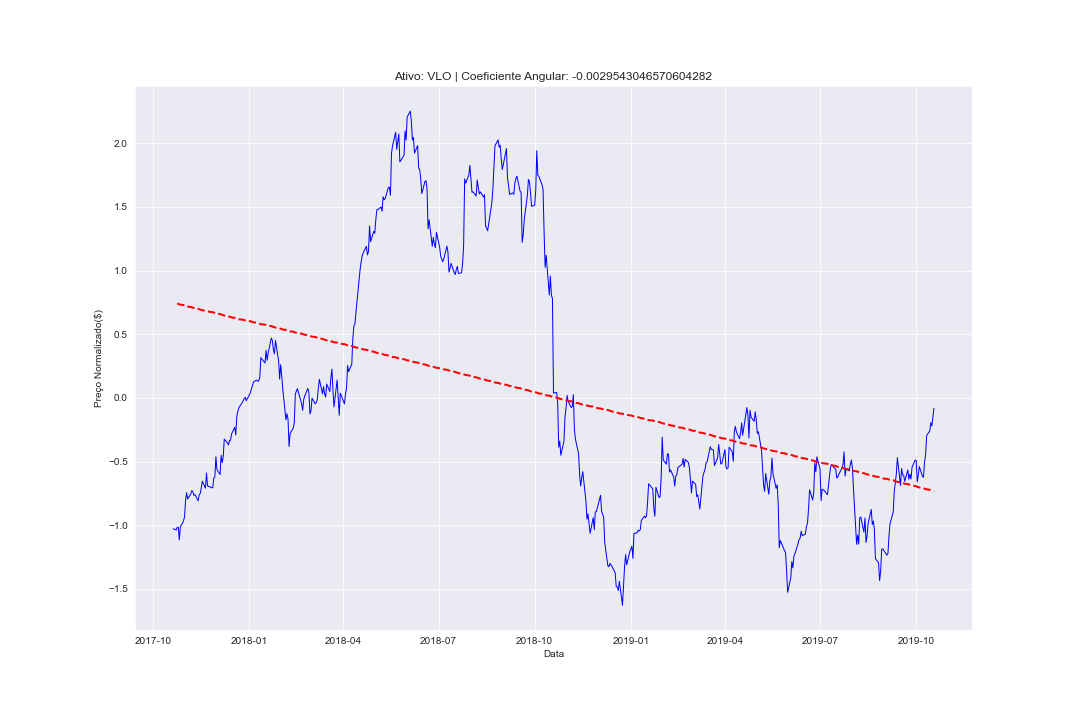 Ativo: VLO | Coeficiente Angular: -0.0029543046570604282
Preço Normalizado($)
2.0
1.5
1.0
0.5
0.0
−0.5
−1.0
−1.5
2017-10 2018-01 2018-04 2018-07 2018-10 2019-01 2019-04 2019-07 2019-10
Data